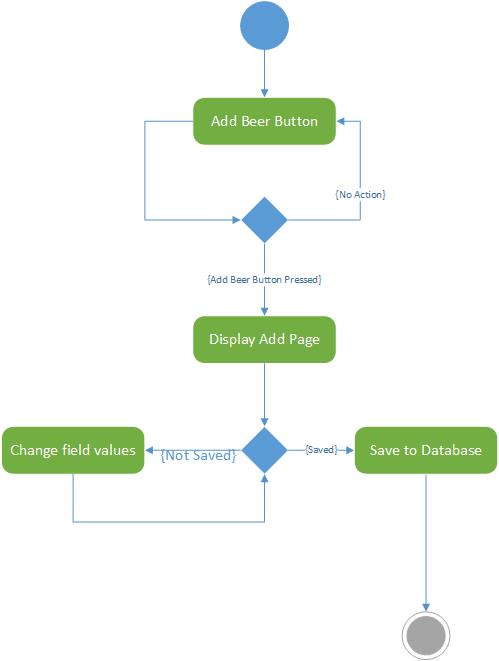 Add Beer Button
{No Action}
{Add Beer Button Pressed}
Display Add Page
Change field values
{Not Saved}
{Saved}
Save to Database